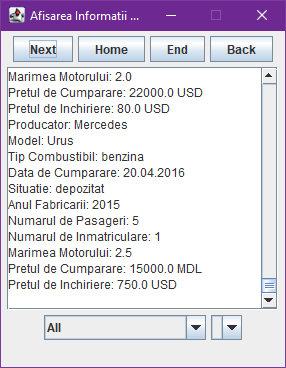 Afisarea Informatii ...
Next Home End Back
Marimea Motorului: 2.0
Pretul de Cumparare: 22000.0 USD
Pretul de Inchiriere: 80.0 USD
Producator: Mercedes
Model: Urus
Tip Combustibil: benzina
Data de Cumparare: 20.04.2016
Situatie: depozitat
Anul Fabricarii: 2015
Numarul de Pasageri: 5
Numarul de Inmatriculare: 1
Marimea Motorului: 2.5
Pretul de Cumparare: 15000.0 MDL
Pretul de Inchiriere: 750.0 USD
All